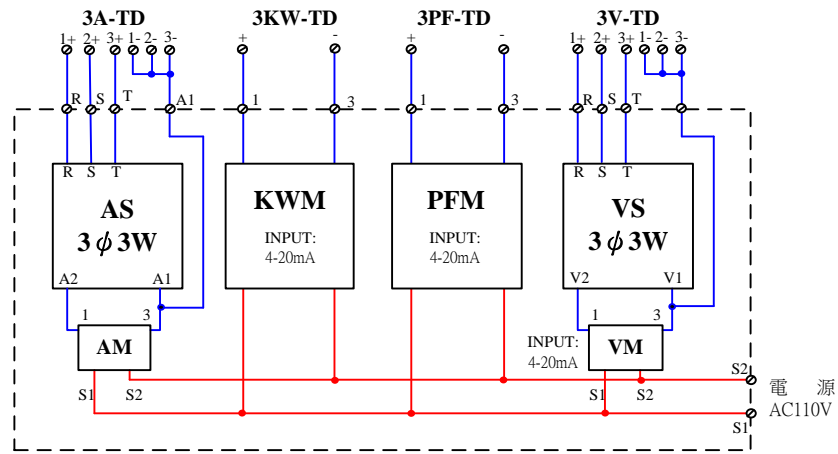 3A-TD 3KW-TD 3PF-TD 3V-TD
1+ 2+ 3+ 1- 2- 3- + - + - 1+ 2+ 3+ 1- 2- 3-
R S T A1 1 3 1 3 R S T
R S T R S T
AS
3ϕ3W
KWM
INPUT:
4-20mA
PFM
INPUT:
4-20mA
VS
3ϕ3W
A2 A1 V2 V1
1 3 1 3
AM
INPUT:
4-20mA
VM
S1 S2 S1 S2
S2
電 源
AC110V
S1